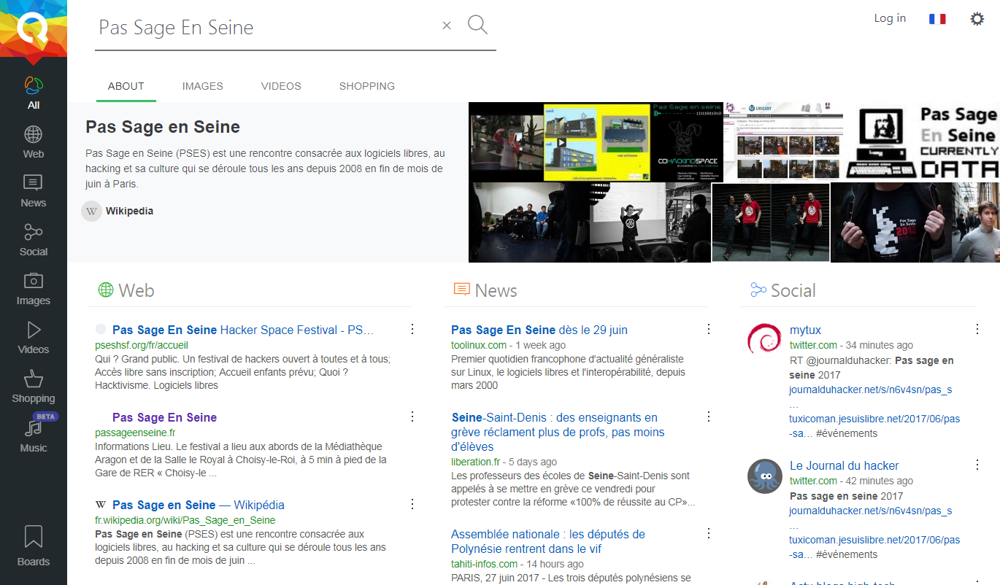 Pas Sage En Seine
Log in
All
Web
News
Social
Images
Videos
Shopping
BETA
Music
Boards
ABOUT
IMAGES
VIDEOS
SHOPPING
Pas Sage en Seine
Pas Sage en Seine (PSES) est une rencontre consacrée aux logiciels libres, au
hacking et sa culture qui se déroule tous les ans depuis 2008 en fin de mois de
juin à Paris.
W Wikipedia
Pas Sage en seine
COHACKINGSPACE
UBICAST
Pas Sage
En Seine
CURRENTLY
DATA
Pas Sage
En Seine
Web
Pas Sage En Seine Hacker Space Festival - PS…
pseshsf.org/fr/accueil
Qui ? Grand public. Un festival de hackers ouvert à toutes et à tous;
Accès libre sans inscription; Accueil enfants prévu; Quoi ?
Hacktivisme. Logiciels libres
Pas Sage En Seine
passageenseine.fr
Informations Lieu. Le festival a lieu aux abords de la Médiathèque
Aragon et de la Salle le Royal à Choisy-le-Roi, à 5 min à pied de la
Gare de RER « Choisy-le ...
W Pas Sage en Seine — Wikipédia
fr.wikipedia.org/wiki/Pas_Sage_en_Seine
Pas Sage en Seine (PSES) est une rencontre consacrée aux
logiciels libres, au hacking et sa culture qui se déroule tous les ans
depuis 2008 en fin de mois de juin ...
News
Pas Sage En Seine dès le 29 juin
toolinux.com - 1 week ago
Premier quotidien francophone d'actualité généraliste
sur Linux, le logiciels libres et l'interopérabilité, depuis
mars 2000
Seine-Saint-Denis : des enseignants en
grève réclament plus de profs, pas moins
d'élèves
liberation.fr - 5 days ago
Les professeurs des écoles de Seine-Saint-Denis sont
appelés à se mettre en grève ce vendredi pour
protester contre la réforme «100% de réussite au CP»...
Assemblée nationale : les députés de
Polynésie rentrent dans le vif
tahiti-infos.com - 14 hours ago
PARIS, 27 juin 2017 - Les trois députés polynésiens se
Social
mytux
twitter.com - 34 minutes ago
RT @journalduhacker: Pas sage en
seine 2017
journalduhacker.net/s/n6v4sn/pas_s
…
tuxicoman.jesuislibre.net/2017/06/pas
-sa… #événements
Le Journal du hacker
twitter.com - 42 minutes ago
Pas sage en seine 2017
journalduhacker.net/s/n6v4sn/pas_s
…
tuxicoman.jesuislibre.net/2017/06/pas
-sa… #événements